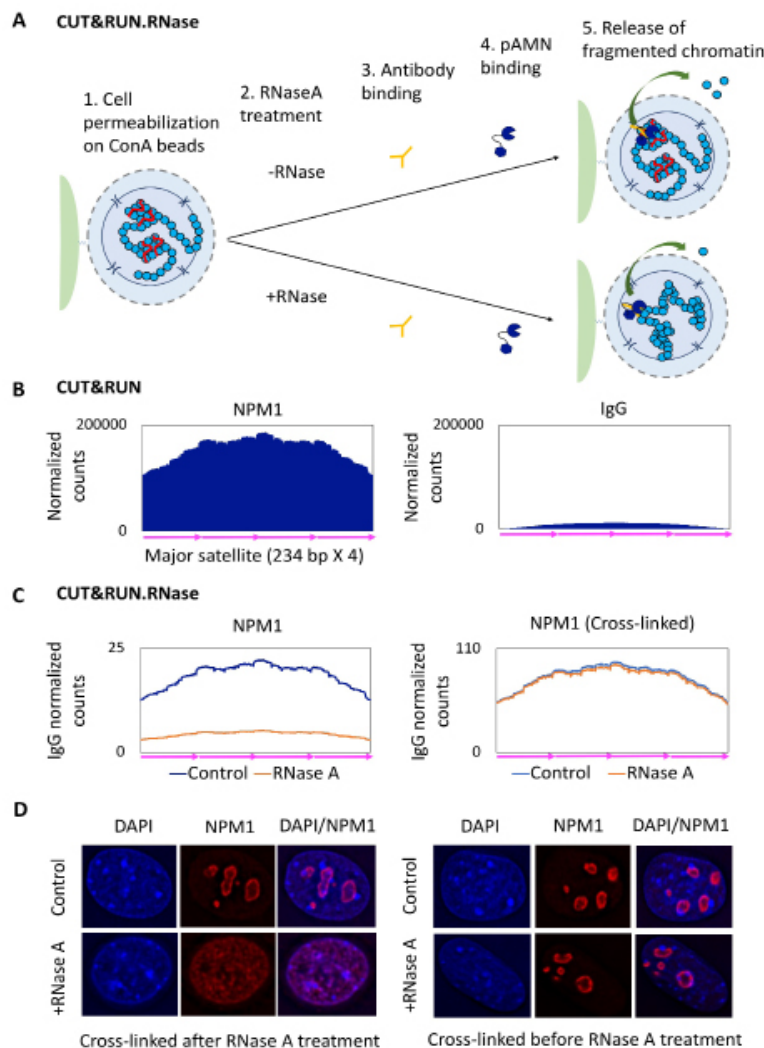 A CUT&RUN.RNase
1. Cell
permeabilization
on ConA beads
2. RNaseA
treatment
3. Antibody
binding
4. pAMN
binding
5. Release of
fragmented chromatin
-RNase
+RNase
B CUT&RUN
NPM1
200000
Normalized
counts
0
Major satellite (234 bp X 4)
IgG
200000
Normalized
counts
0
C CUT&RUN.RNase
NPM1
25
IgG normalized
counts
0
Control RNase A
NPM1 (Cross-linked)
110
IgG normalized
counts
0
Control RNase A
D
DAPI NPM1 DAPI/NPM1
Control
+RNase A
Cross-linked after RNase A treatment
DAPI NPM1 DAPI/NPM1
Control
+RNase A
Cross-linked before RNase A treatment